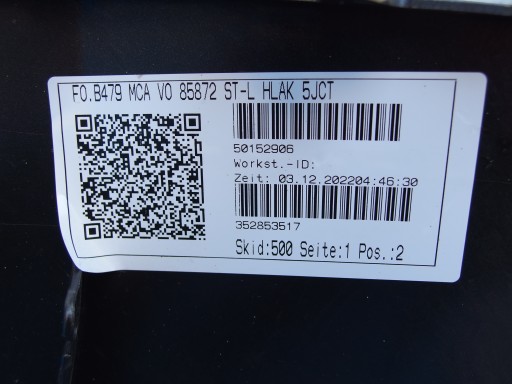 FO.B479 MCA VO 85872 ST-L HLAK 5JCT
50152906
Workst.-ID:
Zeit: 03.12.202204:46:30
352853517
Skid:500 Seite:1 Pos.:2